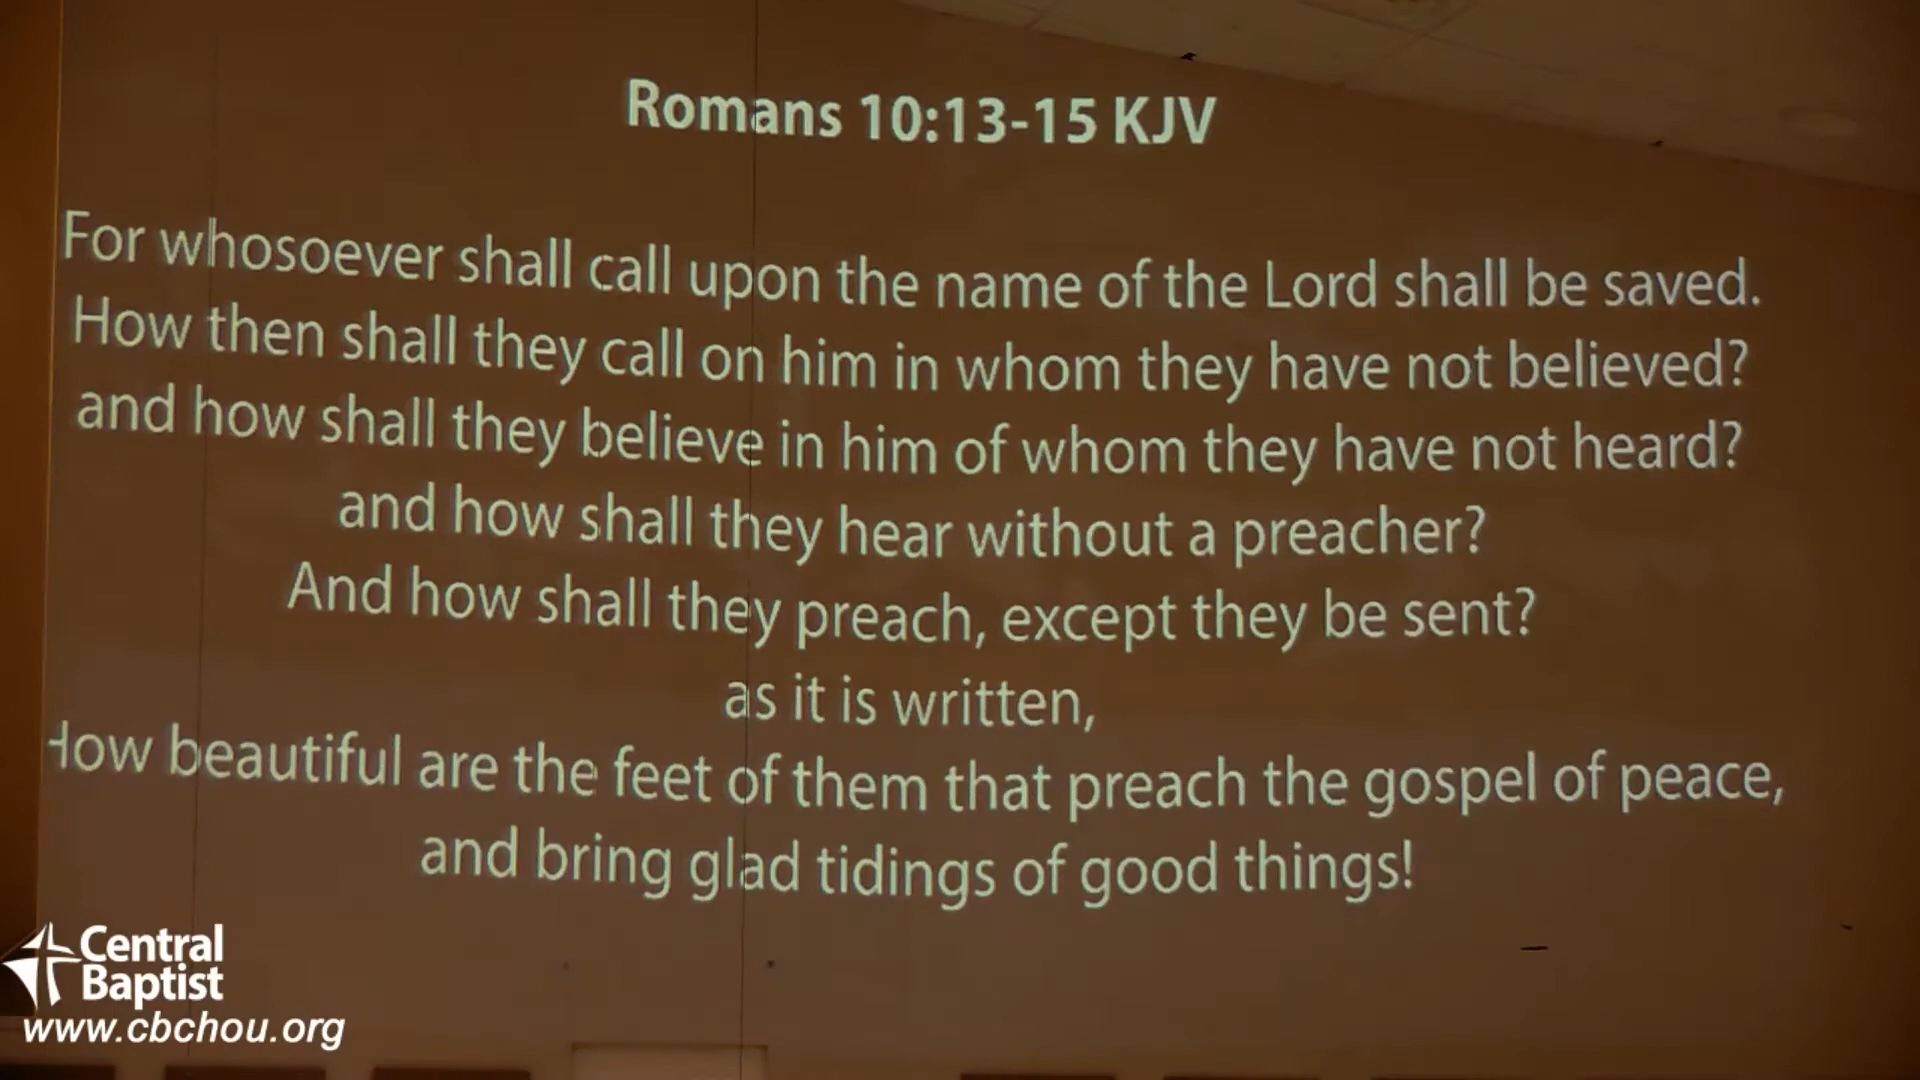 Romans 10:13-15 KJV
For whosoever shall call upon the name of the Lord shall be saved.
How then shall they call on him in whom they have not believed?
and how shall they believe in him of whom they have not heard?
and how shall they hear without a preacher?
And how shall they preach, except they be sent?
as it is written,
How beautiful are the feet of them that preach the gospel of peace,
and bring glad tidings of good things!
Central
Baptist
www.cbchou.org